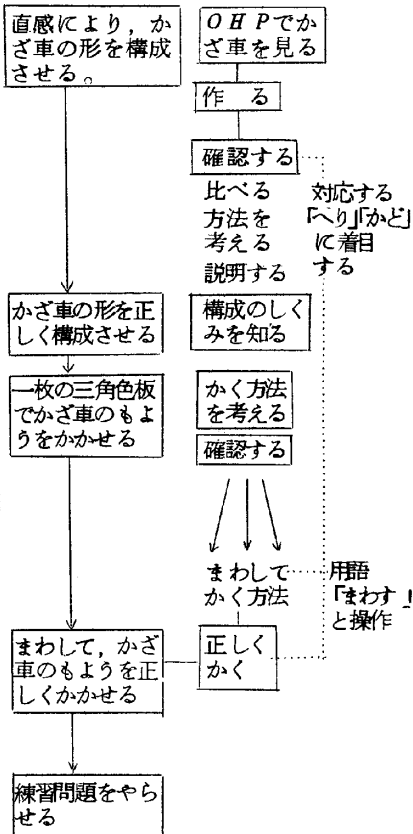 直感により，か
ざ車の形を構成
させる。
ＯＨＰでか
ざ車を見る
作　る
確認する
比べる
方法を
考える
説明する
対応する
「へり」「かど」
に着目
する
かざ車の形を正
しく構成させる
構成のしく
みを知る
一枚の三角色板
でかざ車のもよ
うをかかせる
かく方法
を考える
確認する
まわして
かく方法
用語
「まわす」
と操作
まわして，かざ
車のもようを正
しくかかせる
正しく
かく
練習問題をやら
せる